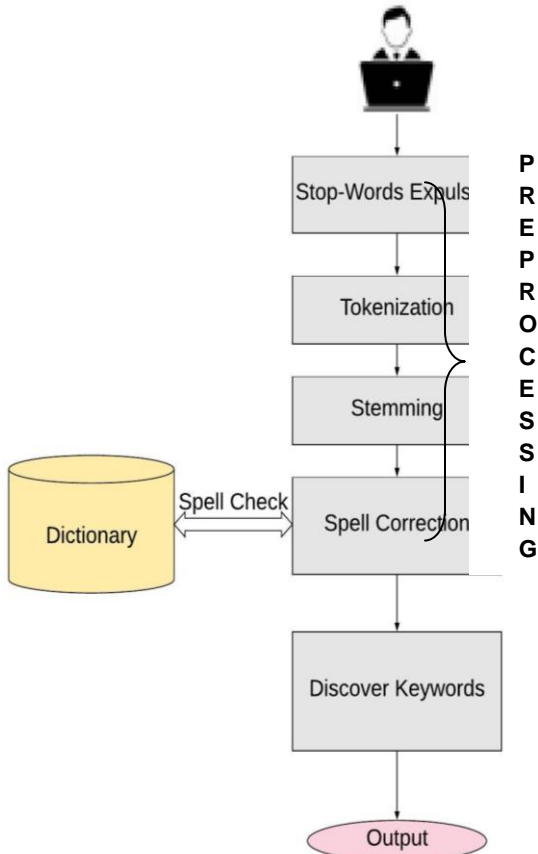 Stop-Words Expuls
Tokenization
Stemming
Spell Check
Dictionary
Spell Correction
Discover Keywords
Output
P
R
E
P
R
O
C
E
S
S
I
N
G